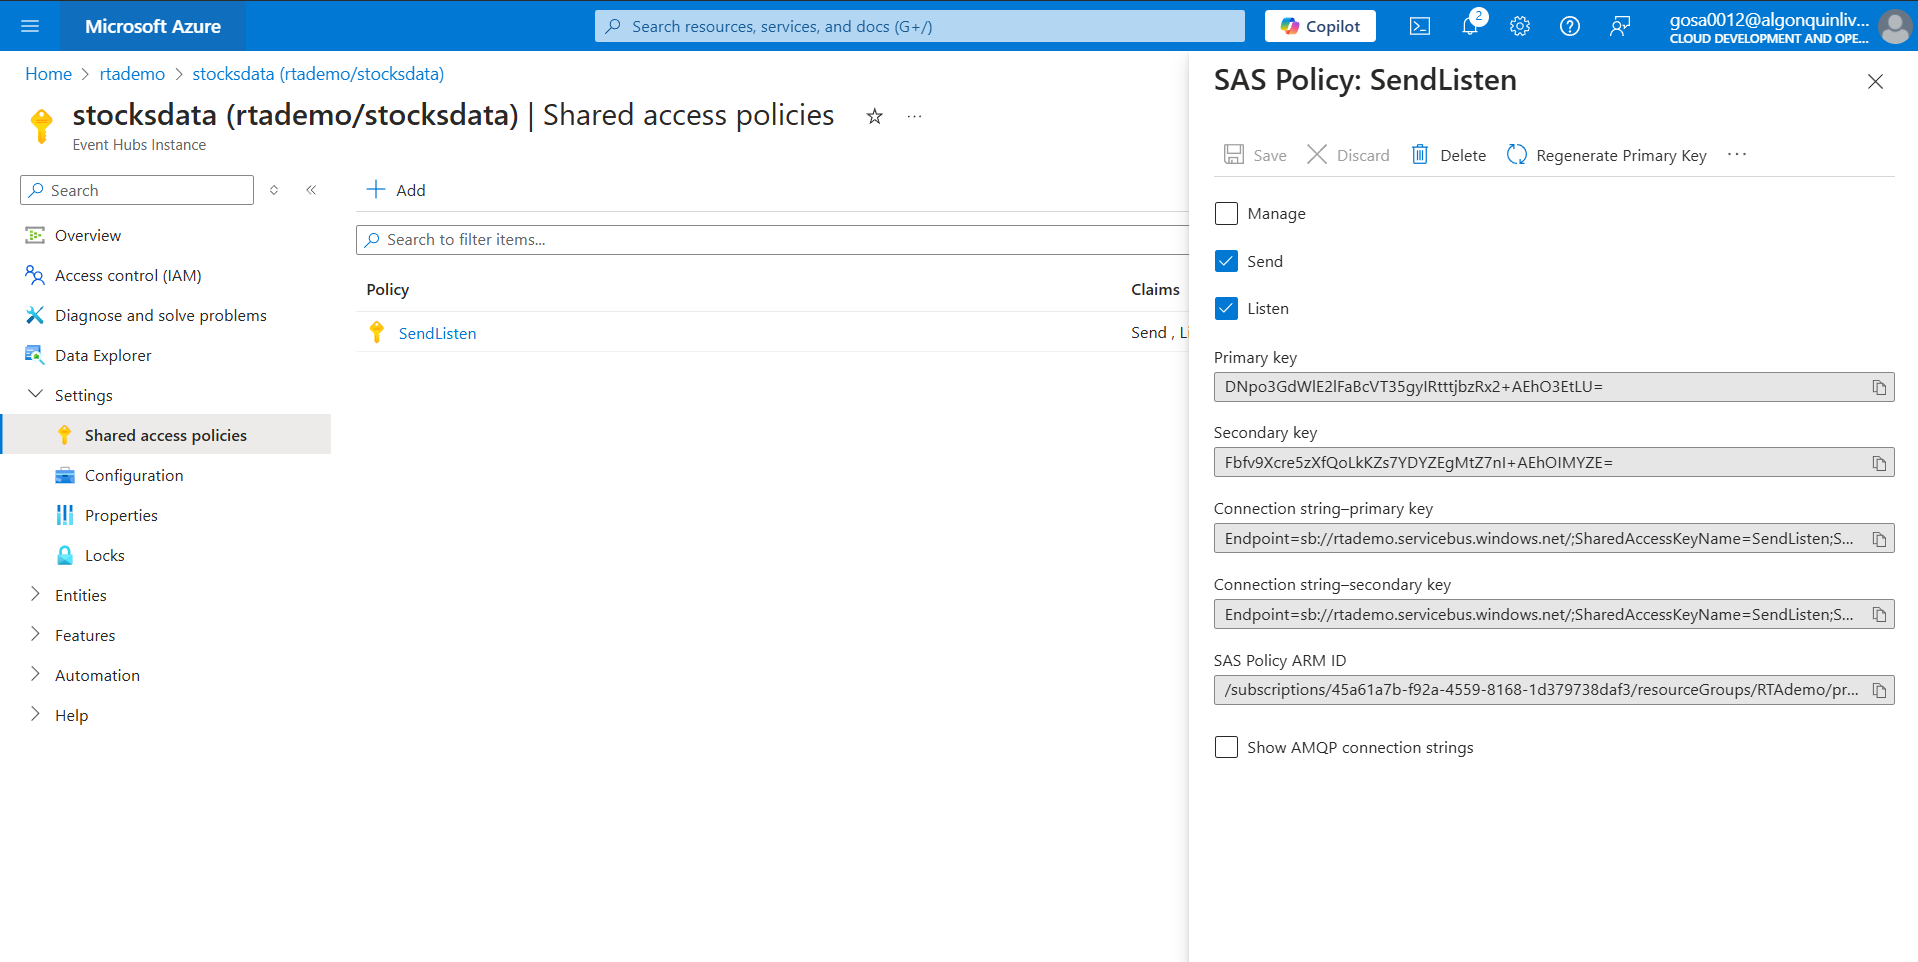 Microsoft Azure
Search resources, services, and docs (G+/)
Copilot
2
gosa0012@algonquinliv...
CLOUD DEVELOPMENT AND OPE...
Home > rtademo > stocksdata (rtademo/stocksdata)
stocksdata (rtademo/stocksdata) | Shared access policies
Event Hubs Instance
Search
Overview
Access control (IAM)
Diagnose and solve problems
Data Explorer
Settings
Shared access policies
Configuration
Properties
Locks
Entities
Features
Automation
Help
Add
Search to filter items...
Policy Claims
SendListen Send , Li
SAS Policy: SendListen
Save Discard Delete Regenerate Primary Key ...
Manage
Send
Listen
Primary key
DNpo3GdWlE2lFaBcVT35gyIRtttjbzRx2+AEhO3EtLU=
Secondary key
Fbfv9Xcre5zXfQoLkKZs7YDYZEgMtZ7nI+AEhOIMYZE=
Connection string–primary key
Endpoint=sb://rtademo.servicebus.windows.net/;SharedAccessKeyName=SendListen;S...
Connection string–secondary key
Endpoint=sb://rtademo.servicebus.windows.net/;SharedAccessKeyName=SendListen;S...
SAS Policy ARM ID
/subscriptions/45a61a7b-f92a-4559-8168-1d379738daf3/resourceGroups/RTAdemo/pr...
Show AMQP connection strings